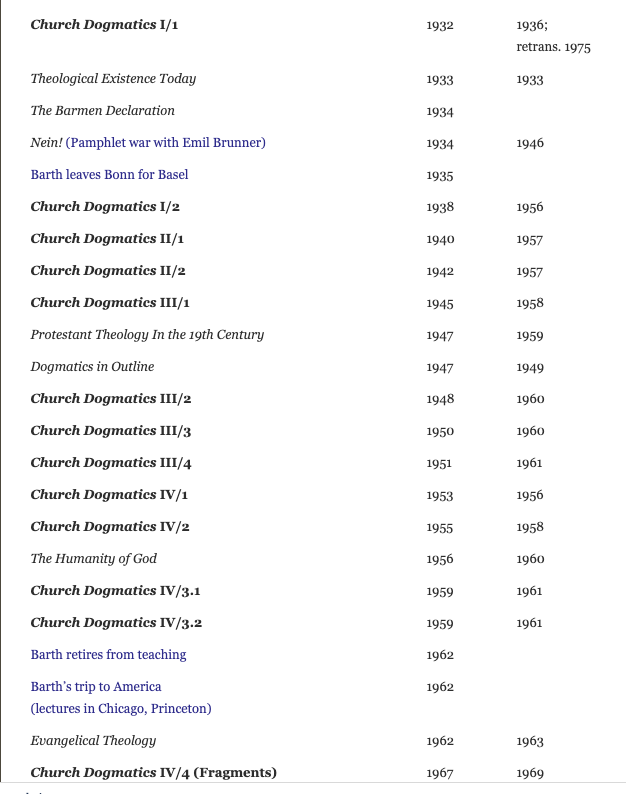 Church Dogmatics I/1 1932 1936;
retrans. 1975
Theological Existence Today 1933 1933
The Barmen Declaration 1934
Nein! (Pamphlet war with Emil Brunner) 1934 1946
Barth leaves Bonn for Basel 1935
Church Dogmatics I/2 1938 1956
Church Dogmatics II/1 1940 1957
Church Dogmatics II/2 1942 1957
Church Dogmatics III/1 1945 1958
Protestant Theology In the 19th Century 1947 1959
Dogmatics in Outline 1947 1949
Church Dogmatics III/2 1948 1960
Church Dogmatics III/3 1950 1960
Church Dogmatics III/4 1951 1961
Church Dogmatics IV/1 1953 1956
Church Dogmatics IV/2 1955 1958
The Humanity of God 1956 1960
Church Dogmatics IV/3.1 1959 1961
Church Dogmatics IV/3.2 1959 1961
Barth retires from teaching 1962
Barth's trip to America 1962
(lectures in Chicago, Princeton)
Evangelical Theology 1962 1963
Church Dogmatics IV/4 (Fragments) 1967 1969